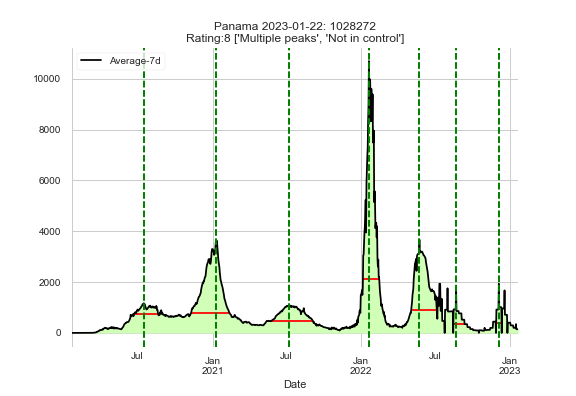 Panama 2023-01-22: 1028272
Rating:8 ['Multiple peaks', 'Not in control']
Average-7d
10000
8000
6000
4000
2000
0
Jul
Jan
2021
Jul
Jan
2022
Jul
Jan
2023
Date